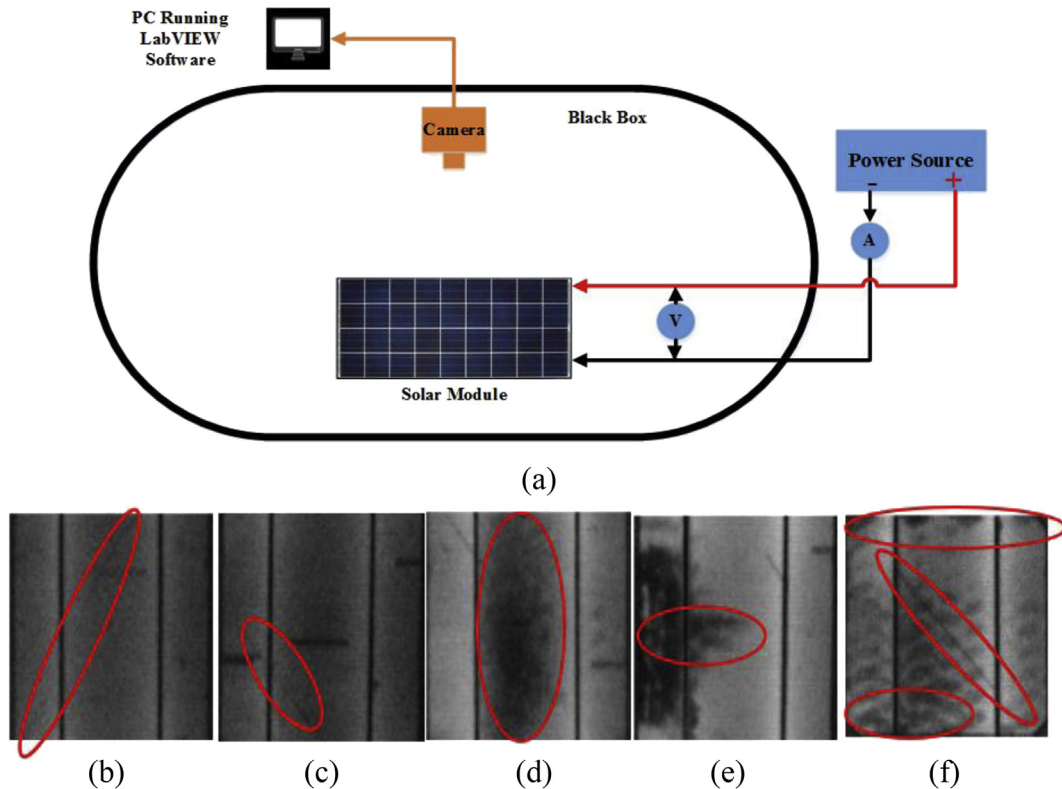 PC Running
LabVIEW
Software
Camera
Black Box
Power Source
- +
A
V
Solar Module
(a)
(b) (c) (d) (e) (f)